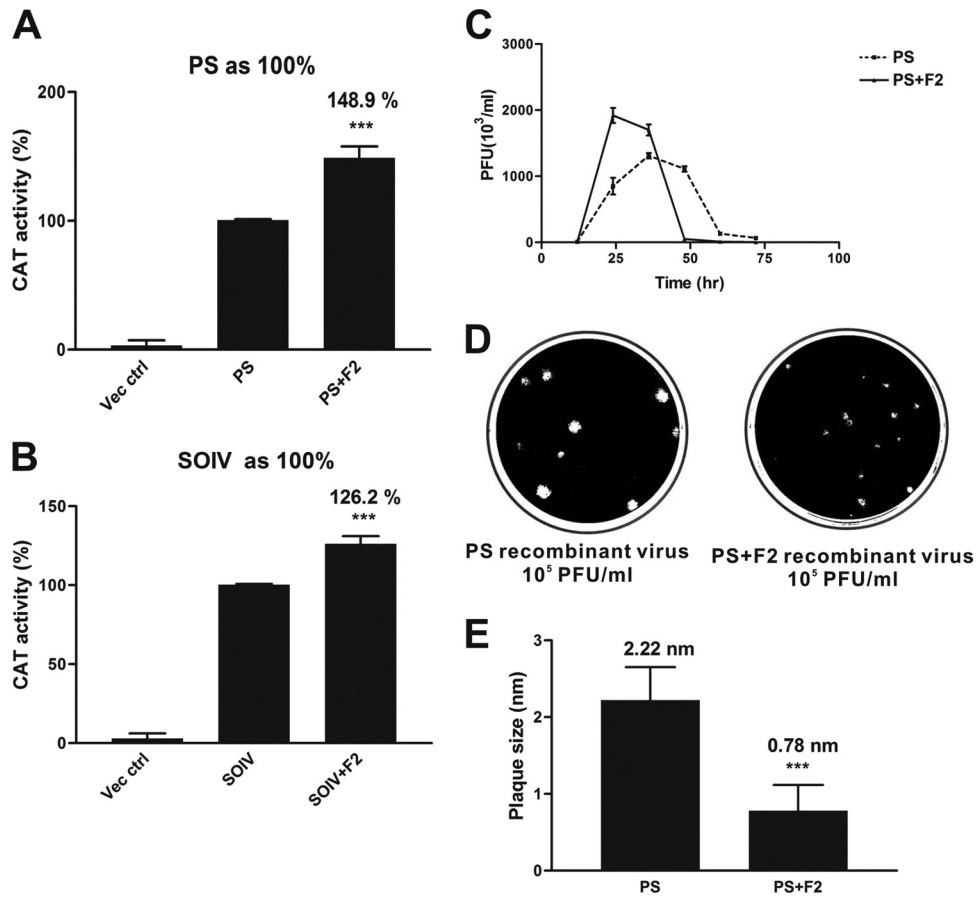 A
PS as 100%
CAT activity (%)
200
150
100
50
0
148.9 %
***
Vec ctrl
PS
PS+F2
B
SOIV as 100%
CAT activity (%)
150
100
50
0
126.2 %
***
Vec ctrl
SOIV
SOIV+F2
C
PFU(10³/ml)
3000
2000
1000
0
0
25
50
75
100
Time (hr)
PS
PS+F2
D
PS recombinant virus
10⁵ PFU/ml
PS+F2 recombinant virus
10⁵ PFU/ml
E
Plaque size (nm)
3
2
1
0
2.22 nm
0.78 nm
***
PS
PS+F2